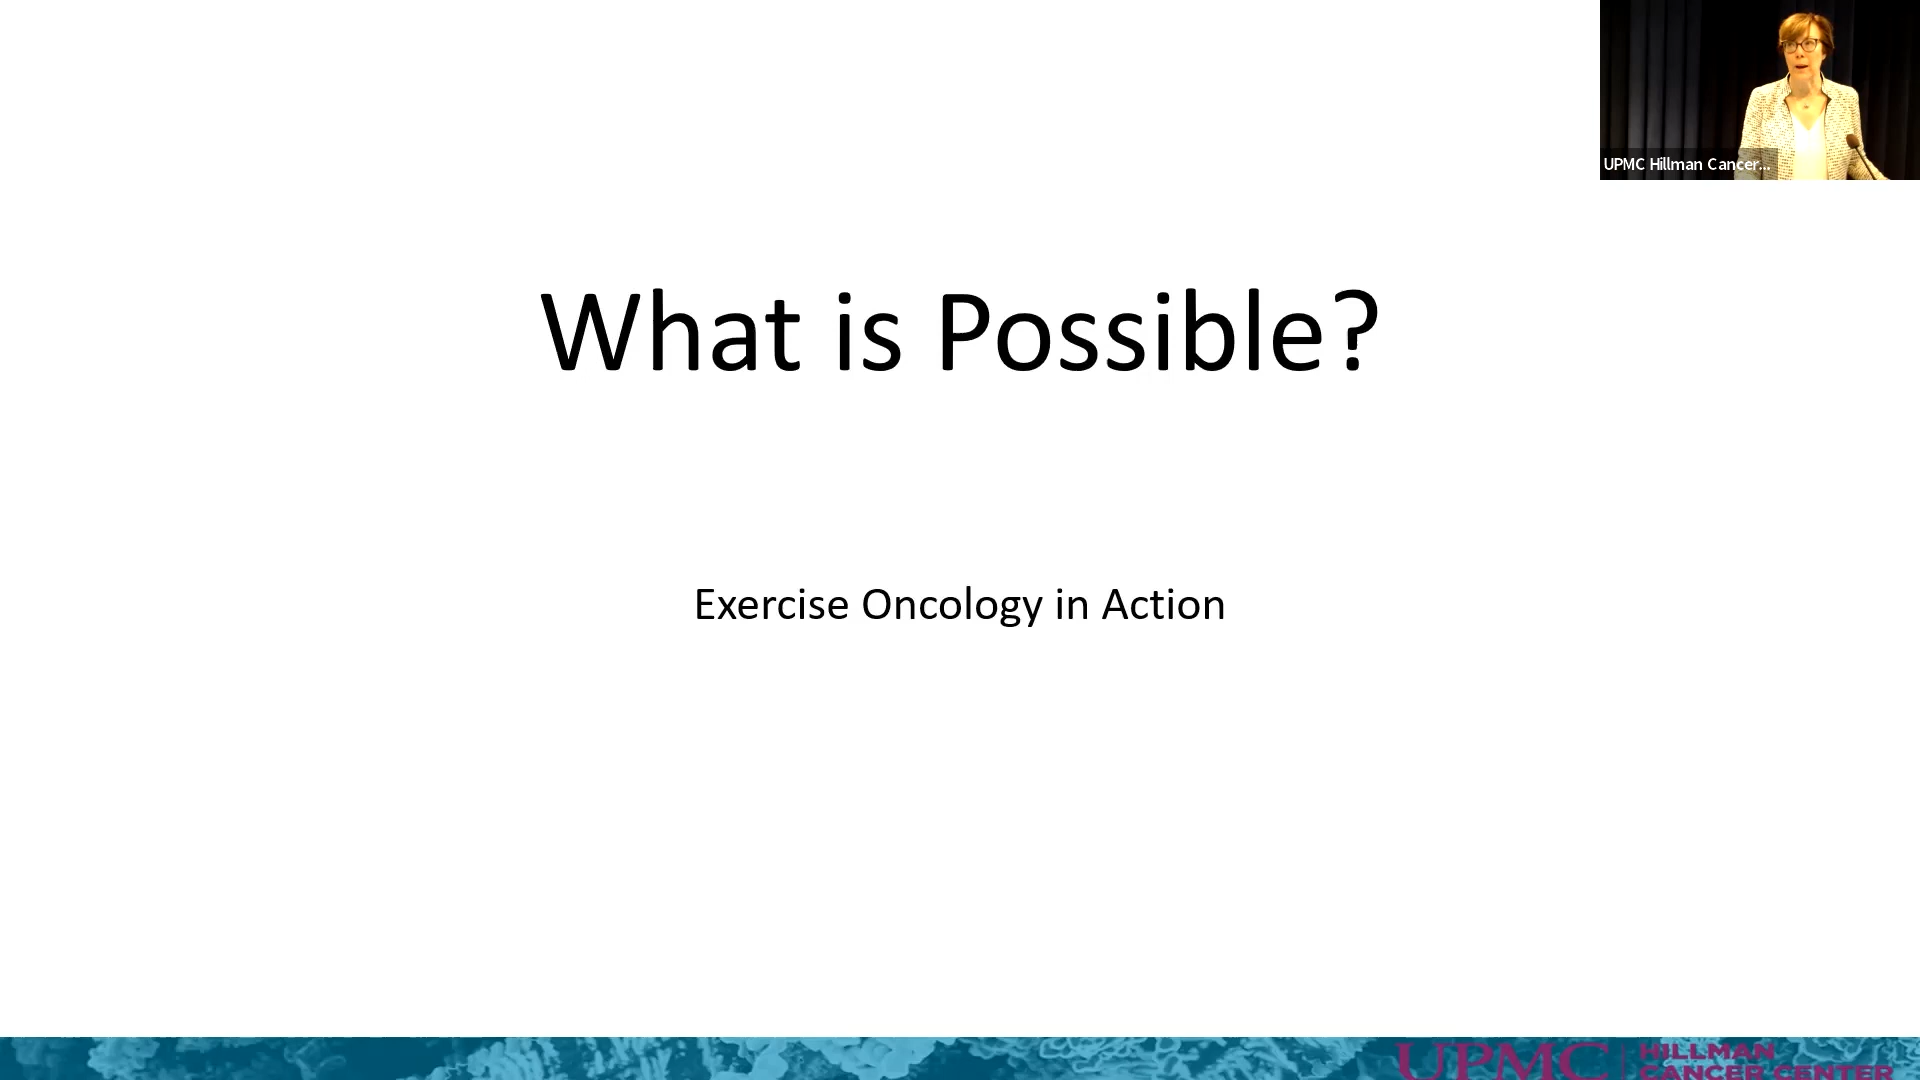 UPMC Hillman Cancer...
What is Possible?
Exercise Oncology in Action
UPMC
HILLMAN
CANCER CENTER